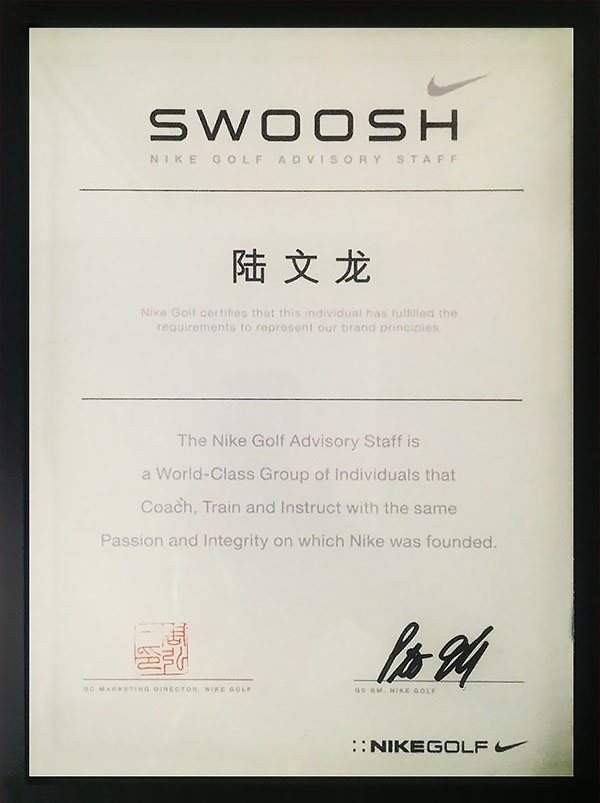 SWOOSH
NIKE GOLF ADVISORY STAFF
陆文龙
Nike Golf certifies that this individual has fulfilled the
requirements to represent our brand principles.
The Nike Golf Advisory Staff is
a World-Class Group of Individuals that
Coach, Train and Instruct with the same
Passion and Integrity on which Nike was founded.
GC MARKETING DIRECTOR, NIKE GOLF
GC GM, NIKE GOLF
NIKEGOLF